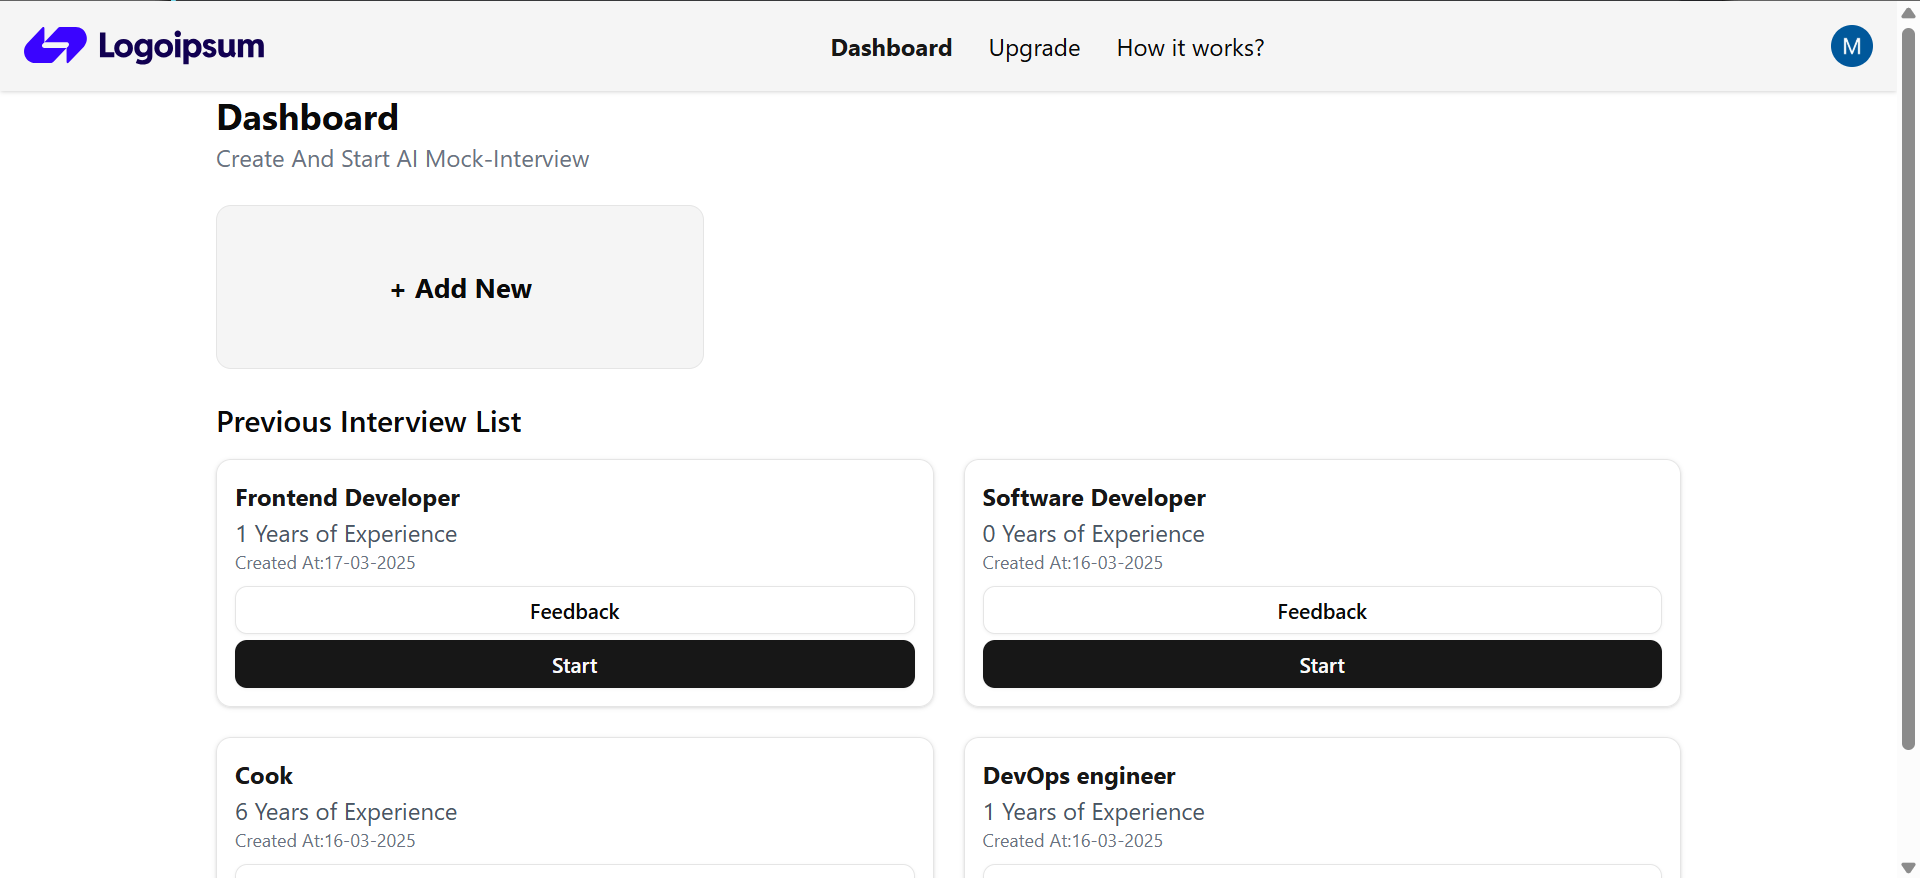 Logoipsum
Dashboard Upgrade How it works?
M
Dashboard
Create And Start AI Mock-Interview
+ Add New
Previous Interview List
Frontend Developer
1 Years of Experience
Created At:17-03-2025
Feedback
Start
Software Developer
0 Years of Experience
Created At:16-03-2025
Feedback
Start
Cook
6 Years of Experience
Created At:16-03-2025
DevOps engineer
1 Years of Experience
Created At:16-03-2025